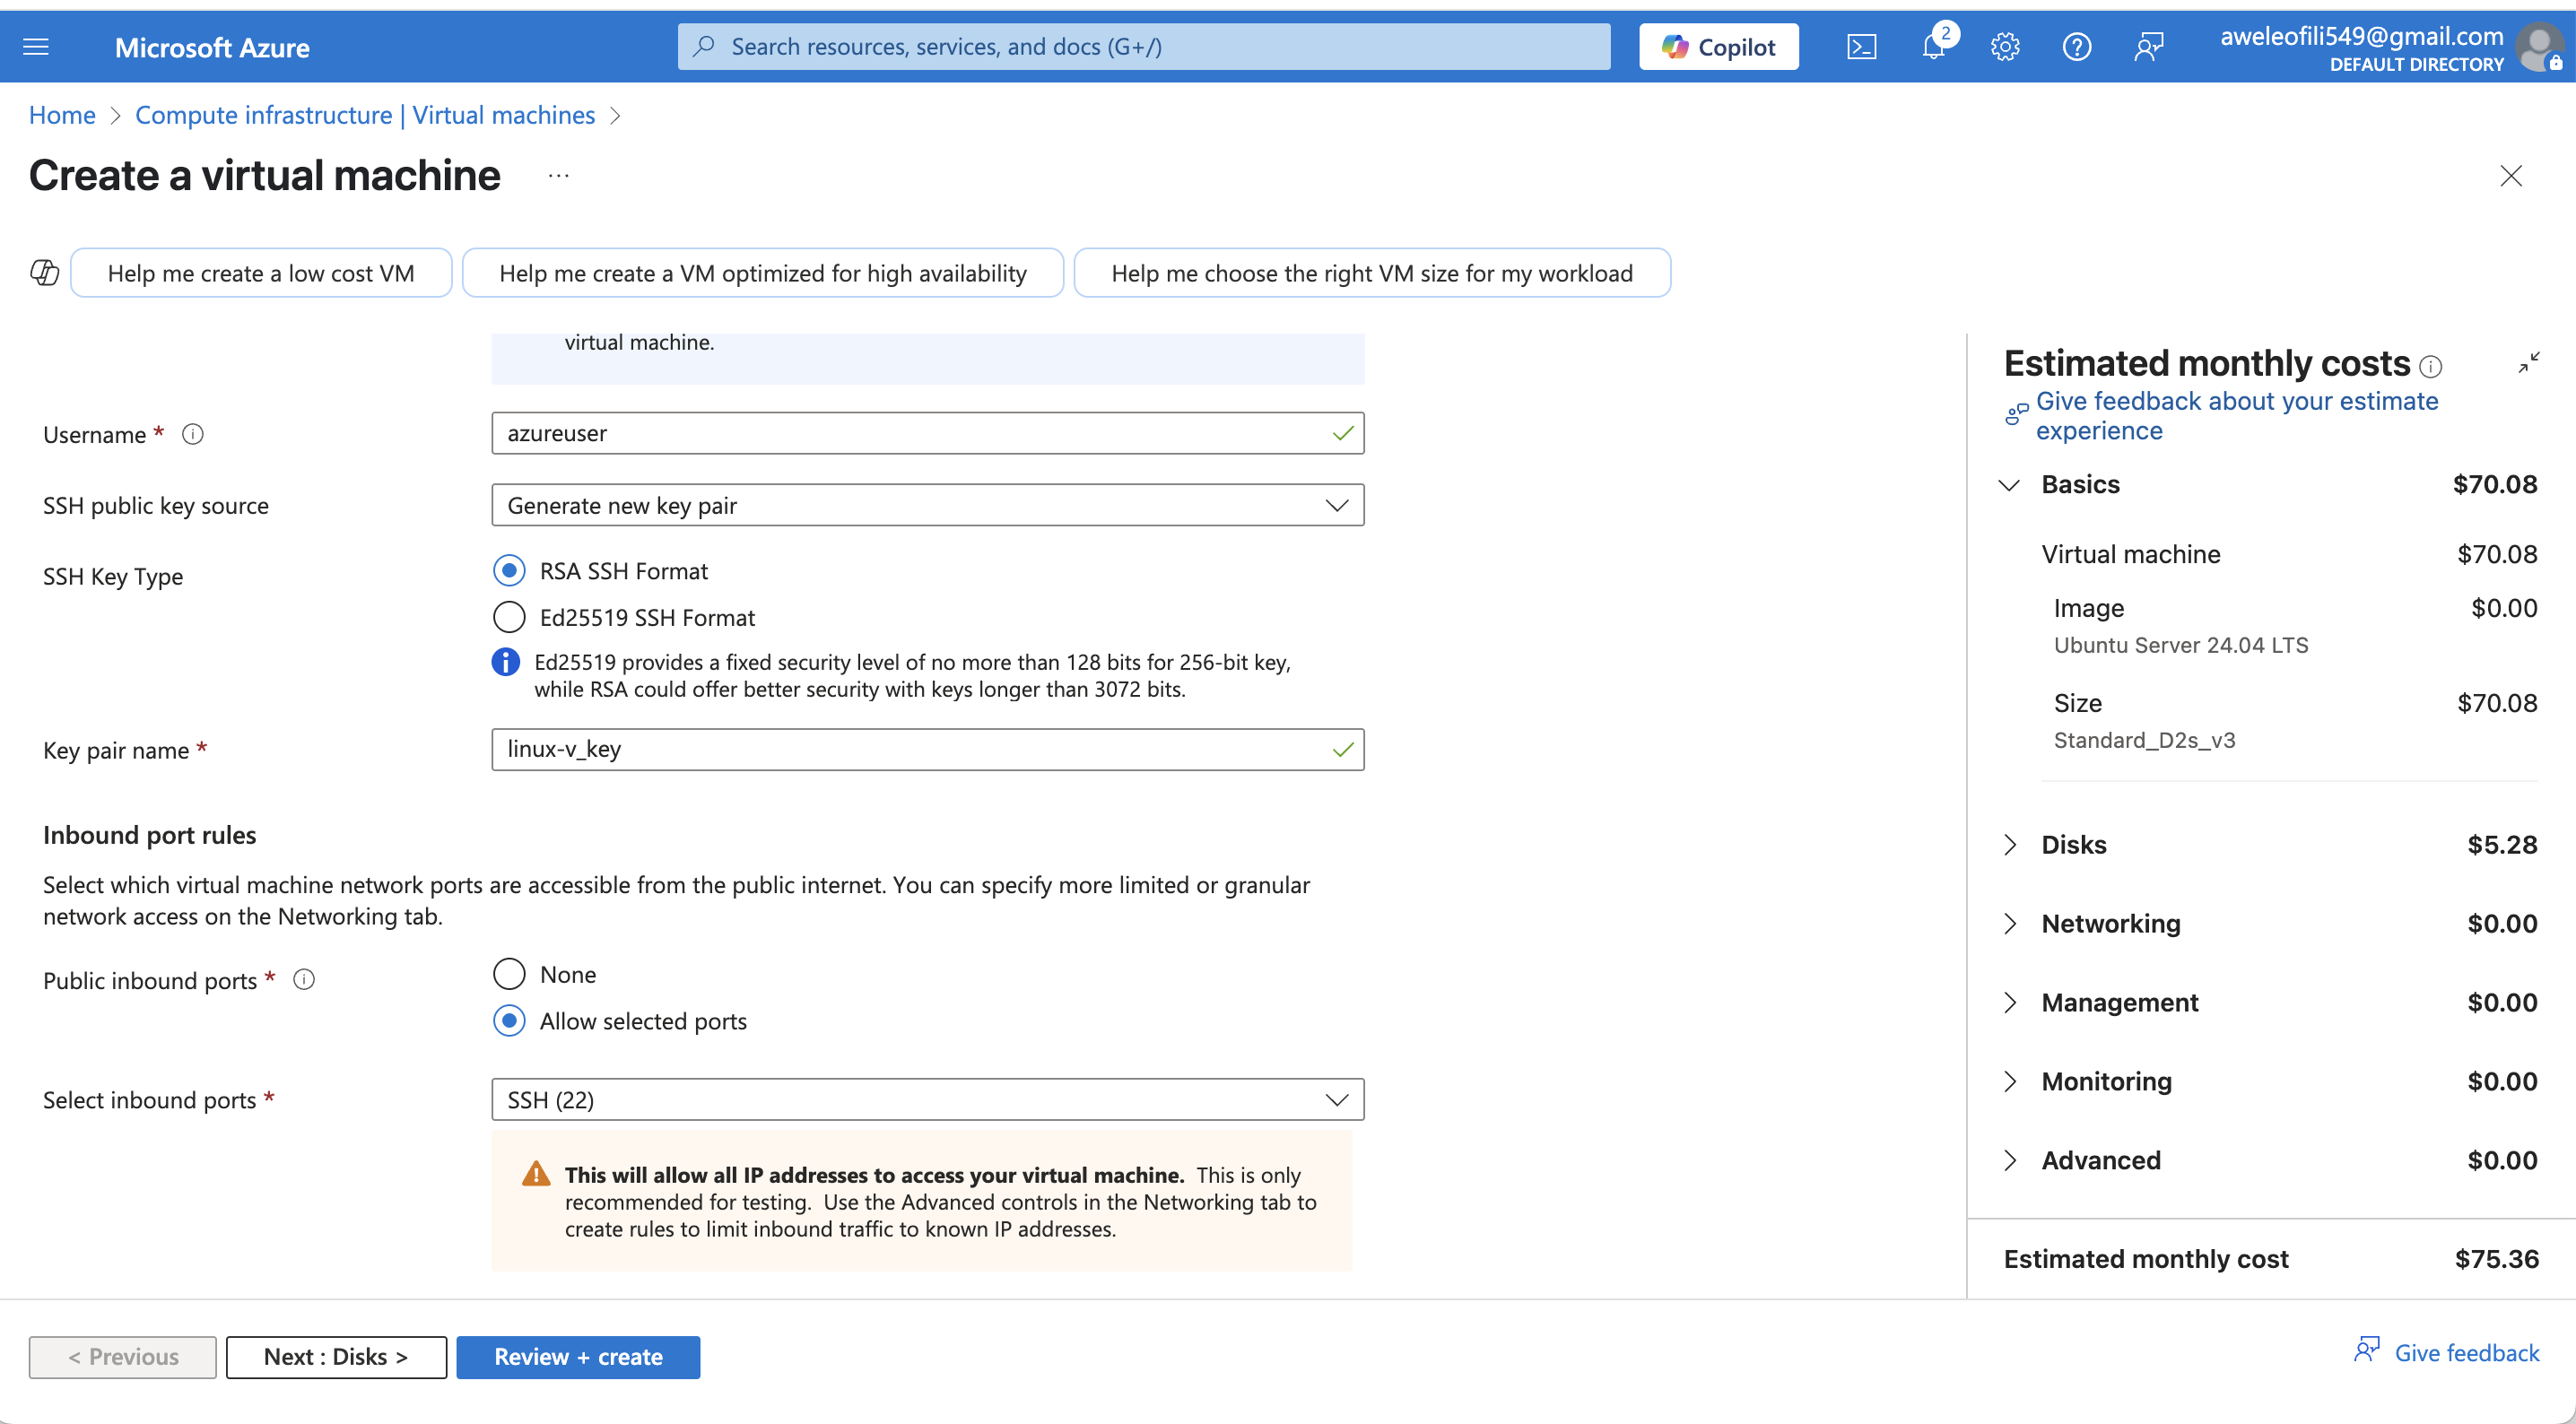 Microsoft Azure
Search resources, services, and docs (G+/)
Copilot
2
aweleofili549@gmail.com
DEFAULT DIRECTORY
Home > Compute infrastructure | Virtual machines >
Create a virtual machine ...
Help me create a low cost VM
Help me create a VM optimized for high availability
Help me choose the right VM size for my workload
virtual machine.
Username *
azureuser
SSH public key source
Generate new key pair
SSH Key Type
RSA SSH Format
Ed25519 SSH Format
Ed25519 provides a fixed security level of no more than 128 bits for 256-bit key,
while RSA could offer better security with keys longer than 3072 bits.
Key pair name *
linux-v_key
Inbound port rules
Select which virtual machine network ports are accessible from the public internet. You can specify more limited or granular
network access on the Networking tab.
Public inbound ports *
None
Allow selected ports
Select inbound ports *
SSH (22)
This will allow all IP addresses to access your virtual machine. This is only
recommended for testing. Use the Advanced controls in the Networking tab to
create rules to limit inbound traffic to known IP addresses.
Estimated monthly costs
Give feedback about your estimate
experience
Basics $70.08
Virtual machine $70.08
Image $0.00
Ubuntu Server 24.04 LTS
Size $70.08
Standard_D2s_v3
Disks $5.28
Networking $0.00
Management $0.00
Monitoring $0.00
Advanced $0.00
Estimated monthly cost $75.36
< Previous
Next : Disks >
Review + create
Give feedback